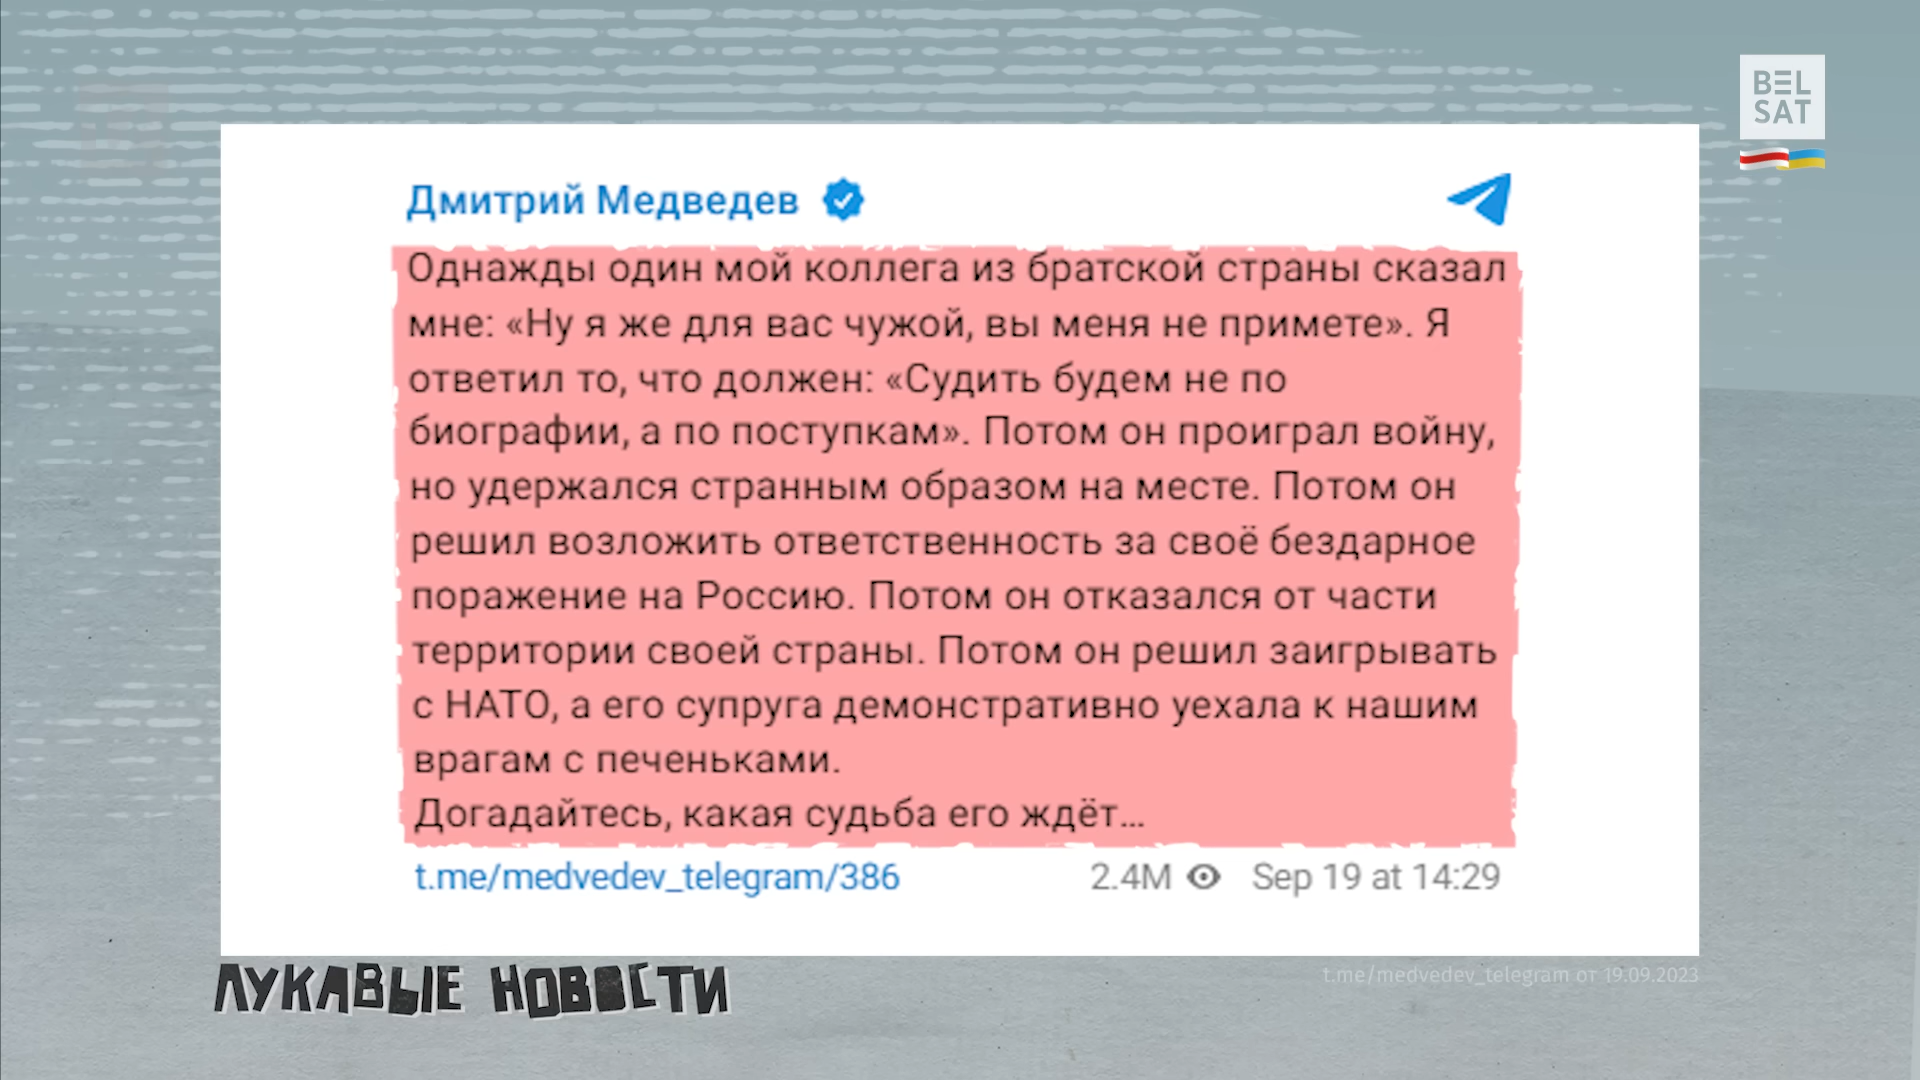 BEL
SAT
Дмитрий Медведев
Однажды один мой коллега из братской страны сказал
мне: «Ну я же для вас чужой, вы меня не примете». Я
ответил то, что должен: «Судить будем не по
биографии, а по поступкам». Потом он проиграл войну,
но удержался странным образом на месте. Потом он
решил возложить ответственность за своё бездарное
поражение на Россию. Потом он отказался от части
территории своей страны. Потом он решил заигрывать
с НАТО, а его супруга демонстративно уехала к нашим
врагам с печеньками.
Догадайтесь, какая судьба его ждёт...
t.me/medvedev_telegram/386 2.4M Sep 19 at 14:29
ЛУКАВЫЕ НОВОСТИ
t.me/medvedev_telegram от 19.09.2023